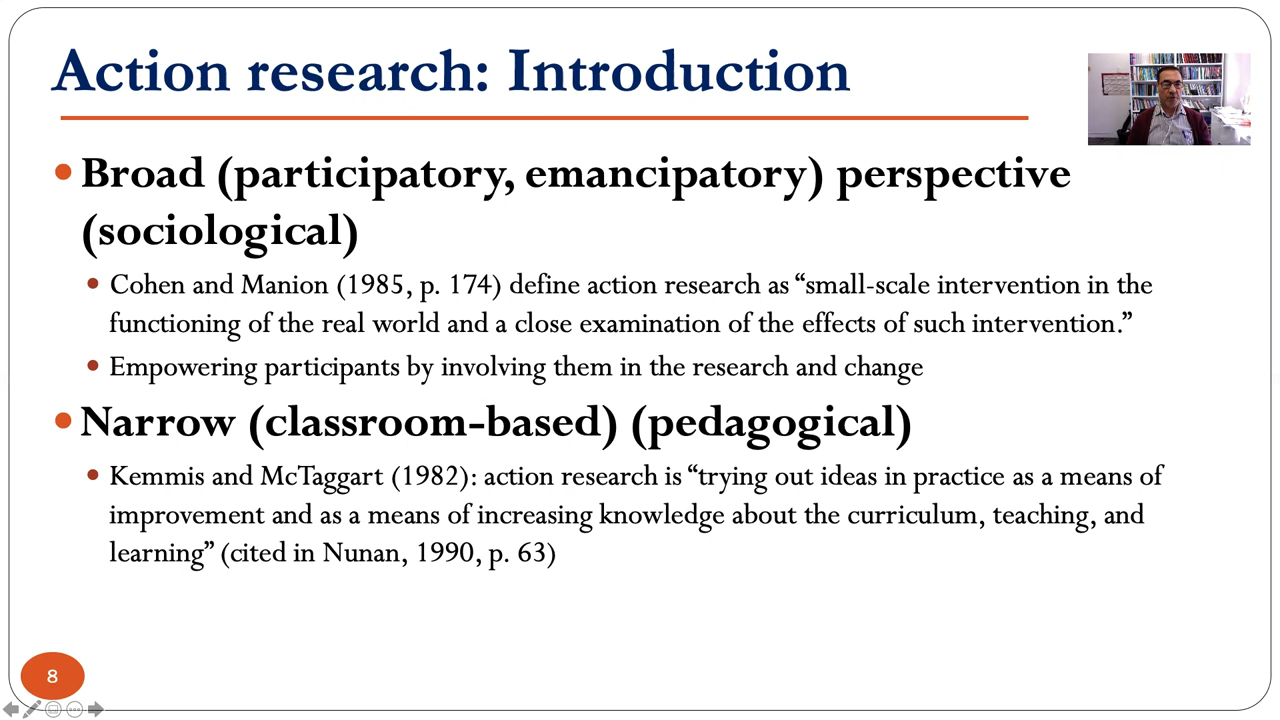 Action research: Introduction
• Broad (participatory, emancipatory) perspective
(sociological)
• Cohen and Manion (1985, p. 174) define action research as “small-scale intervention in the
functioning of the real world and a close examination of the effects of such intervention.”
• Empowering participants by involving them in the research and change
• Narrow (classroom-based) (pedagogical)
• Kemmis and McTaggart (1982): action research is “trying out ideas in practice as a means of
improvement and as a means of increasing knowledge about the curriculum, teaching, and
learning” (cited in Nunan, 1990, p. 63)
8